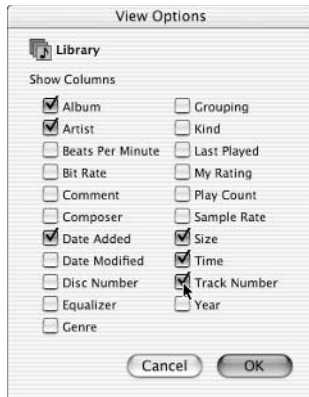 View Options
Library
Show Columns
Album
Artist
Beats Per Minute
Bit Rate
Comment
Composer
Date Added
Date Modified
Disc Number
Equalizer
Genre
Grouping
Kind
Last Played
My Rating
Play Count
Sample Rate
Size
Time
Track Number
Year
Cancel
OK